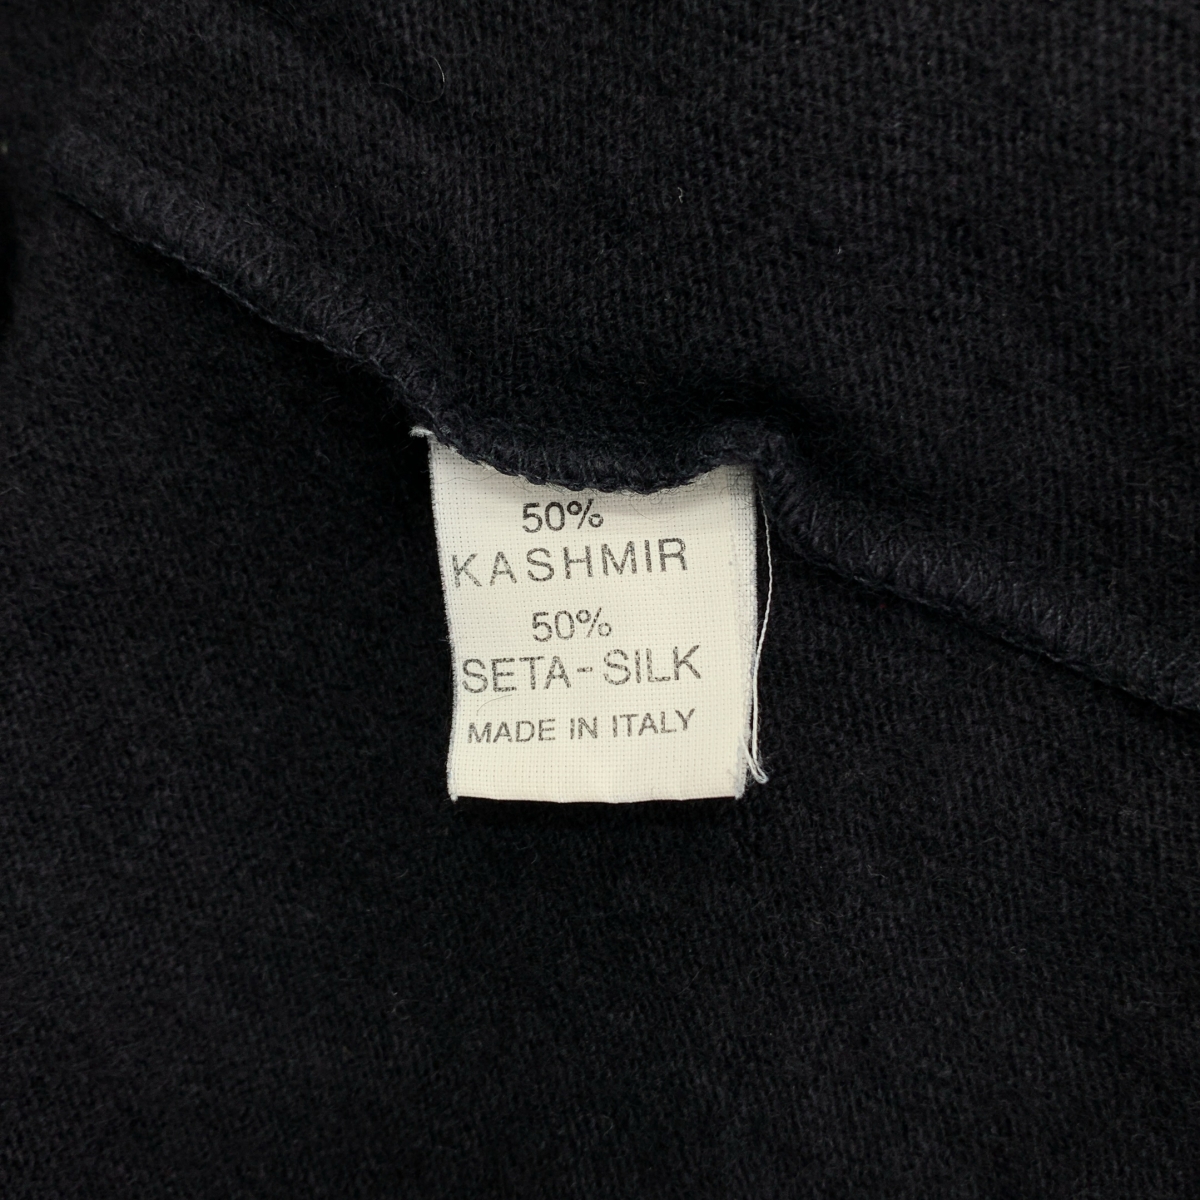 50%
KASHMIR
50%
SETA-SILK
MADE IN ITALY